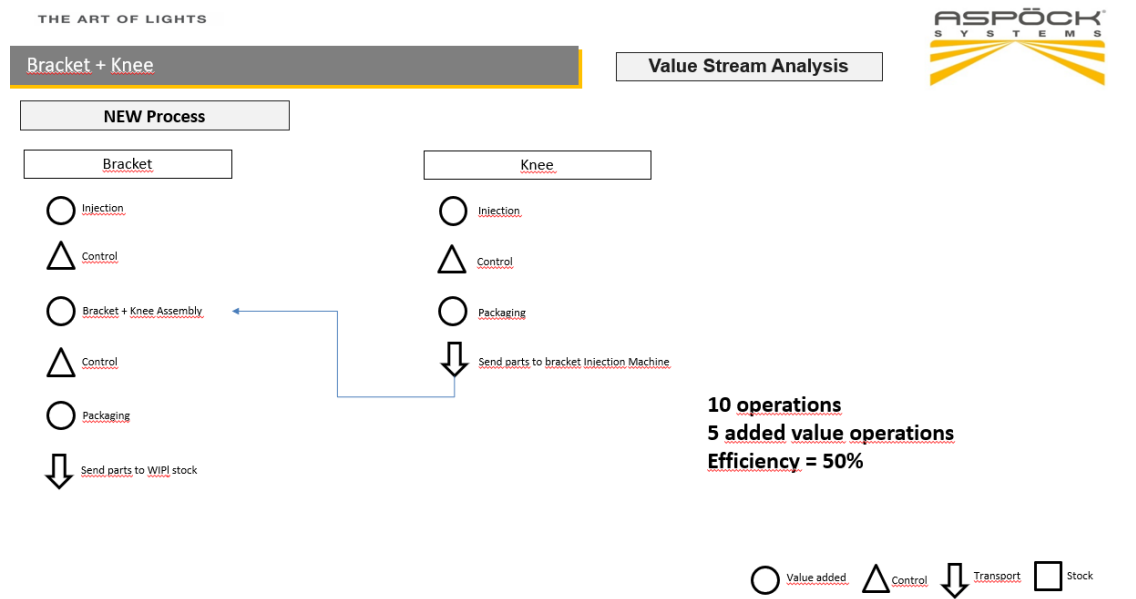 THE ART OF LIGHTS
ASPÖCK
SYSTEMS
Bracket + Knee
Value Stream Analysis
NEW Process
Bracket
Knee
Injection
Injection
Control
Control
Bracket + Knee Assembly
Packaging
Control
Send parts to bracket Injection Machine
Packaging
Send parts to WIPI stock
10 operations
5 added value operations
Efficiency = 50%
Value added
Control
Transport
Stock